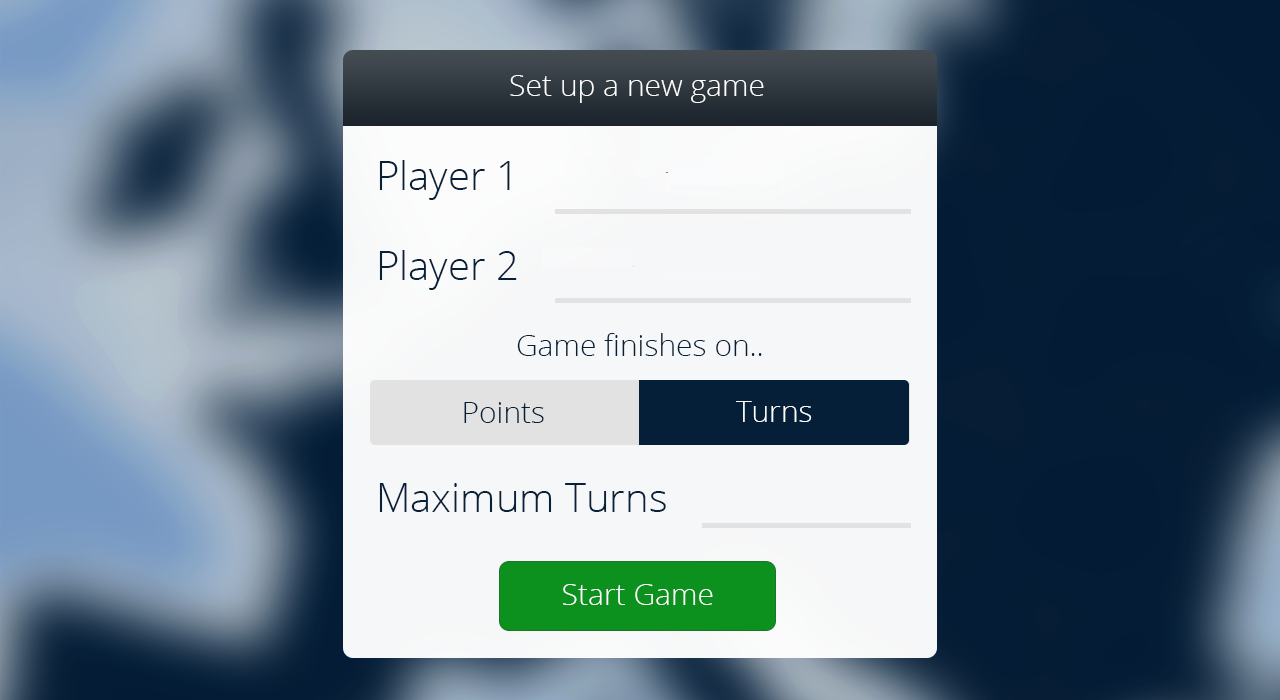 Set up a new game
Player 1
Player 2
Game finishes on..
Points Turns
Maximum Turns
Start Game